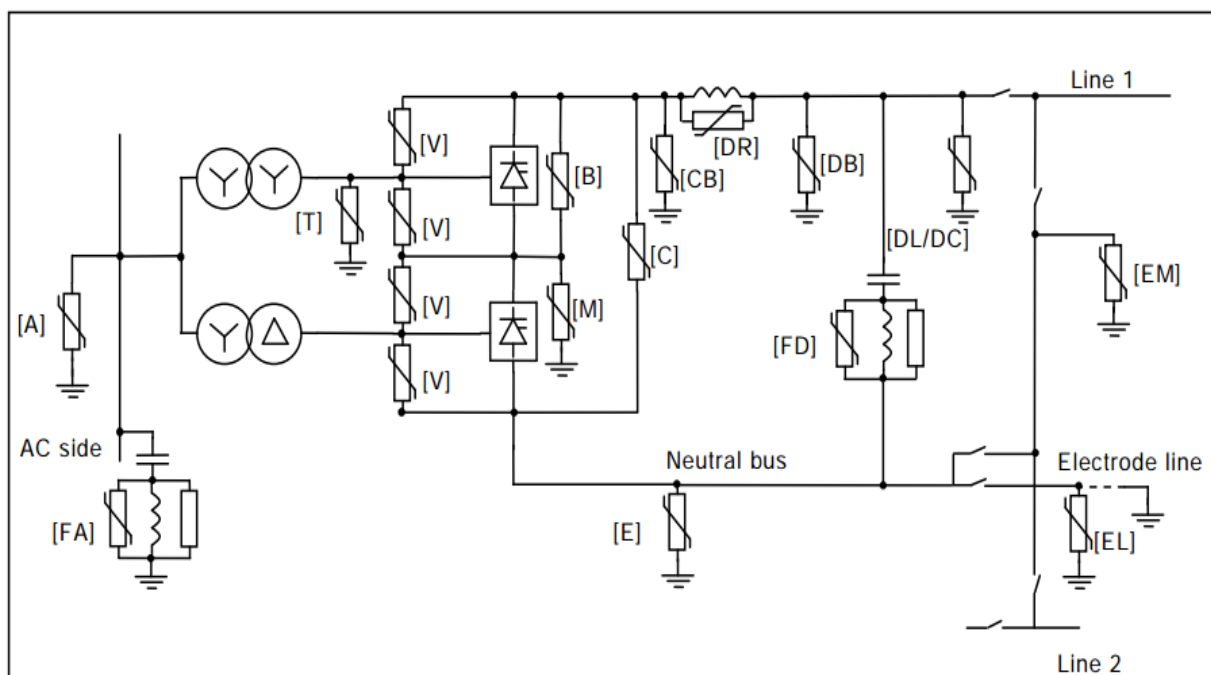 Line 1
[V]
[DR]
[B]
[CB]
[DB]
[T]
[V]
[DL/DC]
[C]
[EM]
[V]
[M]
[A]
[FD]
[V]
AC side
Neutral bus
Electrode line
[FA]
[E]
[EL]
Line 2